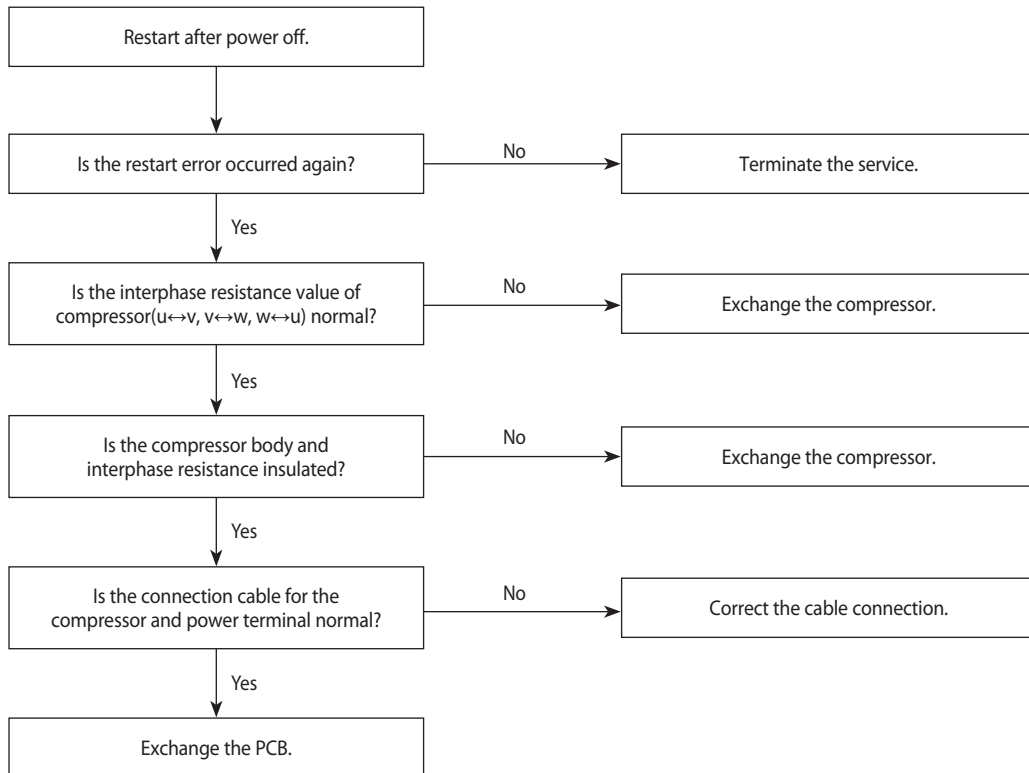 Restart after power off.
Is the restart error occurred again?
No
Terminate the service.
Yes
Is the interphase resistance value of
compressor(u↔v, v↔w, w↔u) normal?
No
Exchange the compressor.
Yes
Is the compressor body and
interphase resistance insulated?
No
Exchange the compressor.
Yes
Is the connection cable for the
compressor and power terminal normal?
No
Correct the cable connection.
Yes
Exchange the PCB.